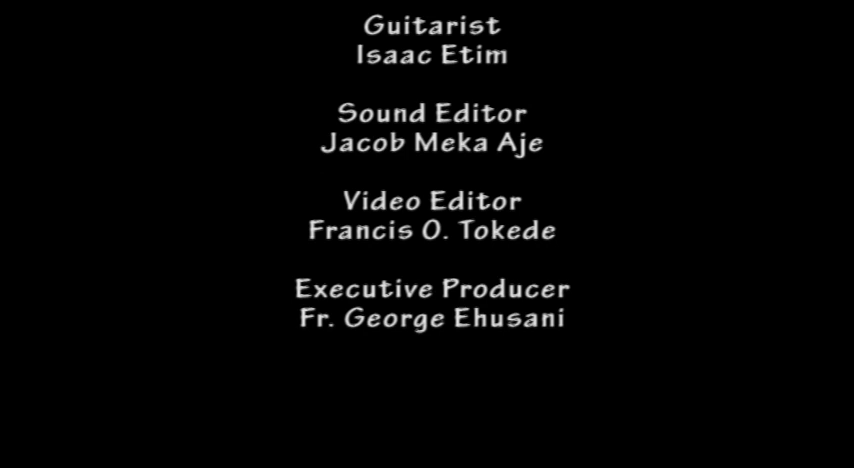 Guitarist
Isaac Etim
Sound Editor
Jacob Meka Aje
Video Editor
Francis O. Tokede
Executive Producer
Fr. George Ehusani